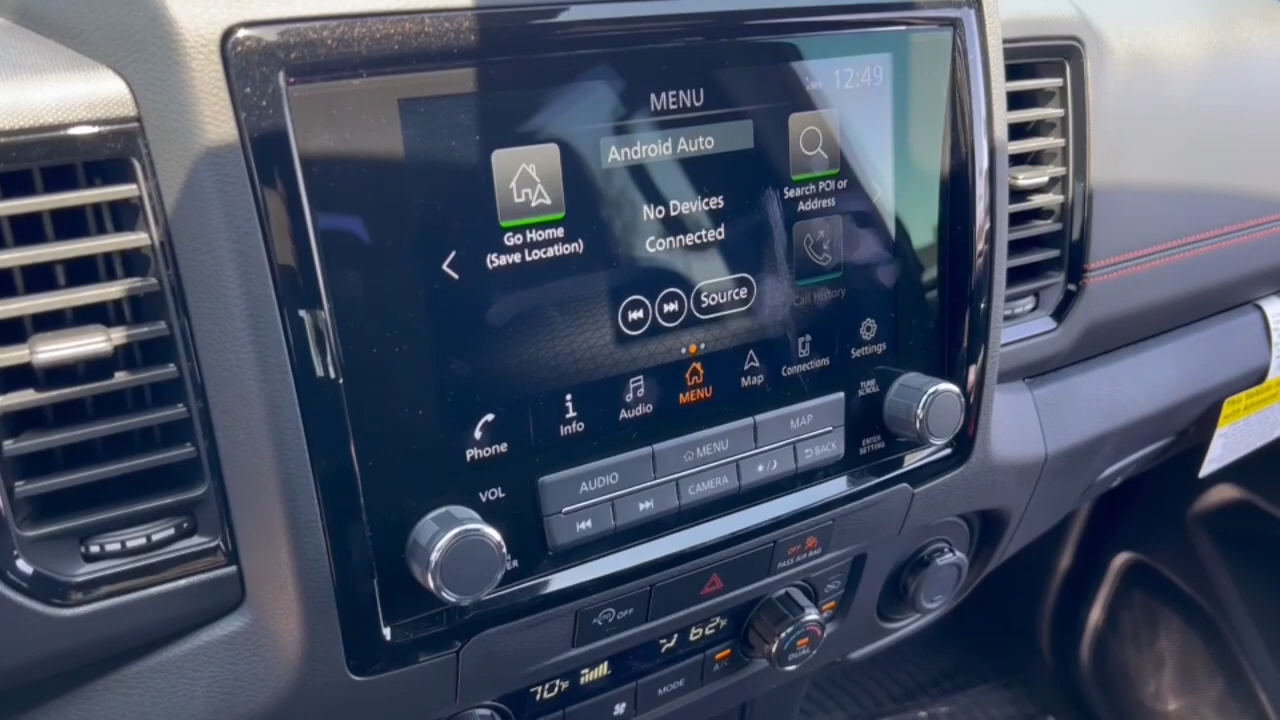 MENU
12:49
Android Auto
Search POI or
Address
Go Home
(Save Location)
No Devices
Connected
Call History
Source
Phone
Info
Audio
MENU
Map
Connections
Settings
TUNE
SCROLL
VOL
AUDIO
MENU
MAP
CAMERA
BACK
ENTER
SETTING
OFF
PASS AIR BAG
OFF
62°F
70°F
MODE
A/C
DUAL